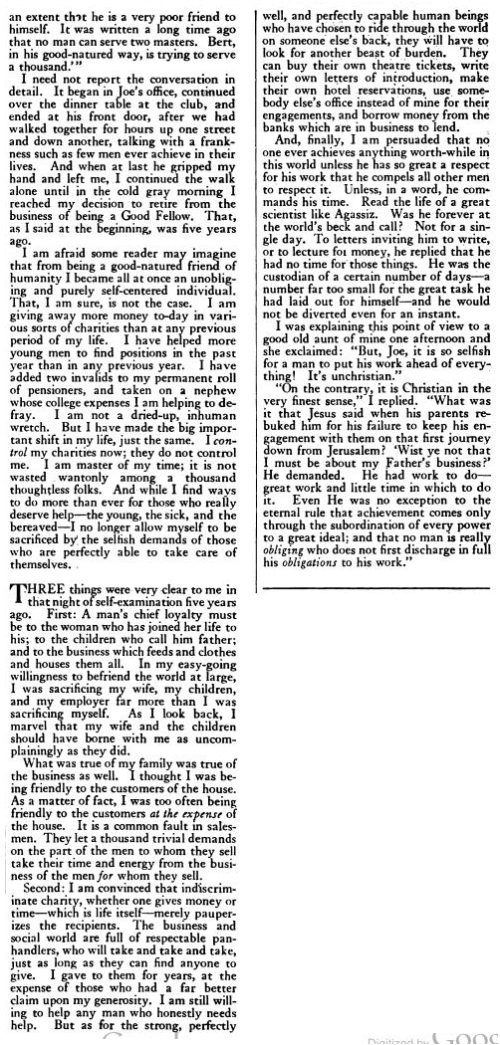 an extent that he is a very poor friend to
himself. It was written a long time ago
that no man can serve two masters. Bert,
in his good-natured way, is trying to serve
a thousand.'”
I need not report the conversation in
detail. It began in Joe's office, continued
over the dinner table at the club, and
ended at his front door, after we had
walked together for hours up one street
and down another, talking with a frank-
ness such as few men ever achieve in their
lives. And when at last he gripped my
hand and left me, I continued the walk
alone until in the cold gray morning I
reached my decision to retire from the
business of being a Good Fellow. That,
as I said at the beginning, was five years
ago.
I am afraid some reader may imagine
that from being a good-natured friend of
humanity I became all at once an unoblig-
ing and purely self-centered individual.
That, I am sure, is not the case. I am
giving away more money to-day in vari-
ous sorts of charities than at any previous
period of my life. I have helped more
young men to find positions in the past
year than in any previous year. I have
added two invalids to my permanent roll
of pensioners, and taken on a nephew
whose college expenses I am helping to de-
fray. I am not a dried-up, inhuman
wretch. But I have made the big impor-
tant shift in my life, just the same. I con-
trol my charities now; they do not control
me. I am master of my time; it is not
wasted wantonly among a thousand
thoughtless folks. And while I find ways
to do more than ever for those who really
deserve help—the young, the sick, and the
bereaved—I no longer allow myself to be
sacrificed by the selfish demands of those
who are perfectly able to take care of
themselves.
THREE things were very clear to me in
that night of self-examination five years
ago. First: A man's chief loyalty must
be to the woman who has joined her life to
his; to the children who call him father;
and to the business which feeds and clothes
and houses them all. In my easy-going
willingness to befriend the world at large,
I was sacrificing my wife, my children,
and my employer far more than I was
sacrificing myself. As I look back, I
marvel that my wife and the children
should have borne with me as uncom-
plainingly as they did.
What was true of my family was true of
the business as well. I thought I was be-
ing friendly to the customers of the house.
As a matter of fact, I was too often being
friendly to the customers at the expense of
the house. It is a common fault in sales-
men. They let a thousand trivial demands
on the part of the men to whom they sell
take their time and energy from the busi-
ness of the men for whom they sell.
Second: I am convinced that indiscrim-
inate charity, whether one gives money or
time—which is life itself—merely pauper-
izes the recipients. The business and
social world are full of respectable pan-
handlers, who will take and take and take,
just as long as they can find anyone to
give. I gave to them for years, at the
expense of those who had a far better
claim upon my generosity. I am still will-
ing to help any man who honestly needs
help. But as for the strong, perfectly
well, and perfectly capable human beings
who have chosen to ride through the world
on someone else's back, they will have to
look for another beast of burden. They
can buy their own theatre tickets, write
their own letters of introduction, make
their own hotel reservations, use some-
body else's office instead of mine for their
engagements, and borrow money from the
banks which are in business to lend.
And, finally, I am persuaded that no
one ever achieves anything worth-while in
this world unless he has so great a respect
for his work that he compels all other men
to respect it. Unless, in a word, he com-
mands his time. Read the life of a great
scientist like Agassiz. Was he forever at
the world's beck and call? Not for a sin-
gle day. To letters inviting him to write,
or to lecture for money, he replied that he
had no time for those things. He was the
custodian of a certain number of days—a
number far too small for the great task he
had laid out for himself—and he would
not be diverted even for an instant.
I was explaining this point of view to a
good old aunt of mine one afternoon and
she exclaimed: “But, Joe, it is so selfish
for a man to put his work ahead of every-
thing! It's unchristian.”
“On the contrary, it is Christian in the
very finest sense,” I replied. “What was
it that Jesus said when his parents re-
buked him for his failure to keep his en-
gagement with them on that first journey
down from Jerusalem? ‘Wist ye not that
I must be about my Father's business?’
He demanded. He had work to do—
great work and little time in which to do
it. Even He was no exception to the
eternal rule that achievement comes only
through the subordination of every power
to a great ideal; and that no man is really
obliging who does not first discharge in full
his obligations to his work.”
Digitized by